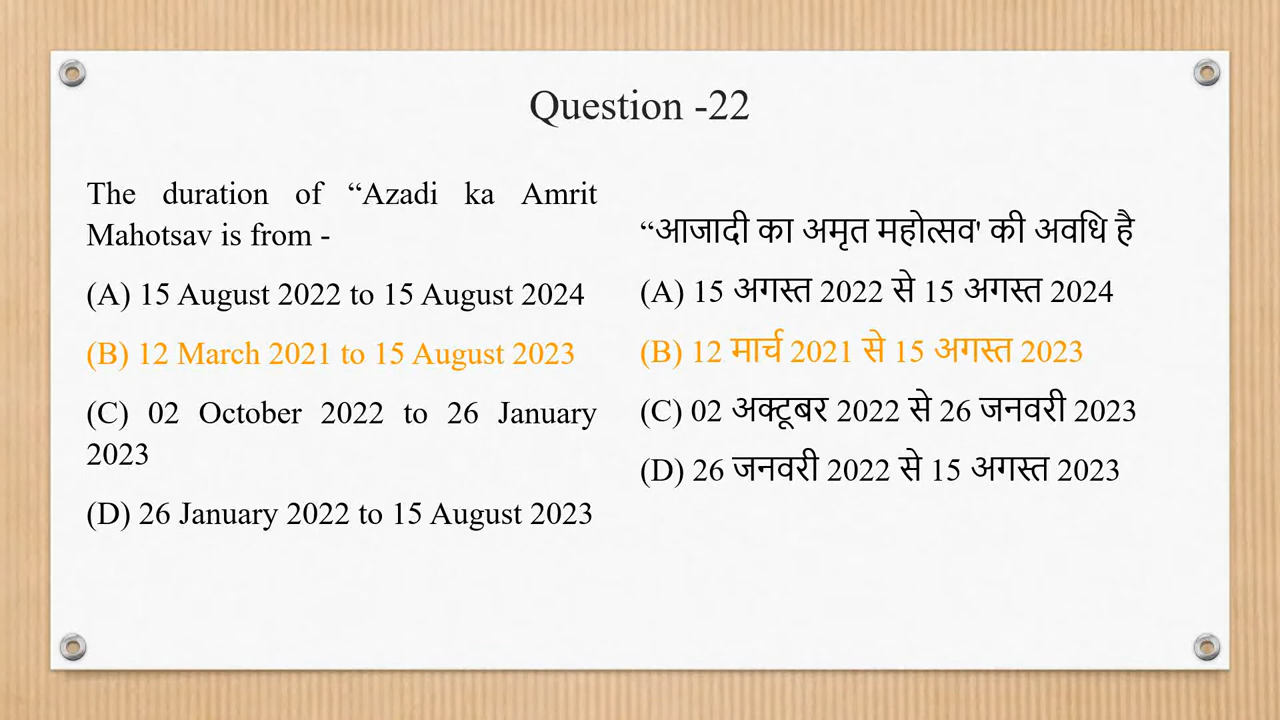 Question -22
The duration of “Azadi ka Amrit
Mahotsav is from -
(A) 15 August 2022 to 15 August 2024
(B) 12 March 2021 to 15 August 2023
(C) 02 October 2022 to 26 January
2023
(D) 26 January 2022 to 15 August 2023
“आजादी का अमृत महोत्सव' की अवधि है
(A) 15 अगस्त 2022 से 15 अगस्त 2024
(B) 12 मार्च 2021 से 15 अगस्त 2023
(C) 02 अक्टूबर 2022 से 26 जनवरी 2023
(D) 26 जनवरी 2022 से 15 अगस्त 2023